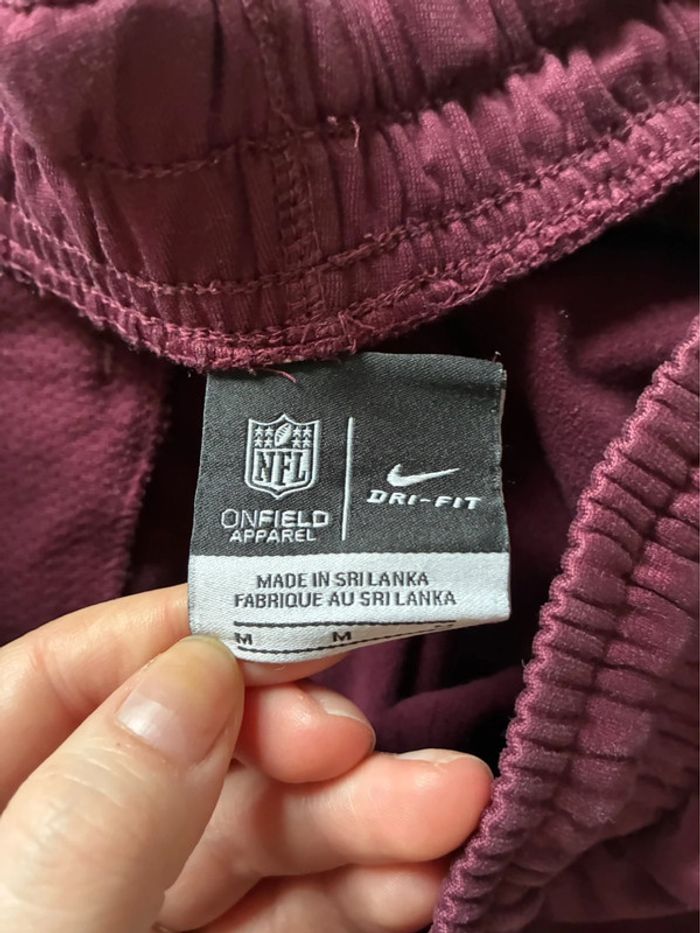 NFL
ONFIELD
APPAREL
DRI-FIT
MADE IN SRI LANKA
FABRIQUE AU SRI LANKA
M M